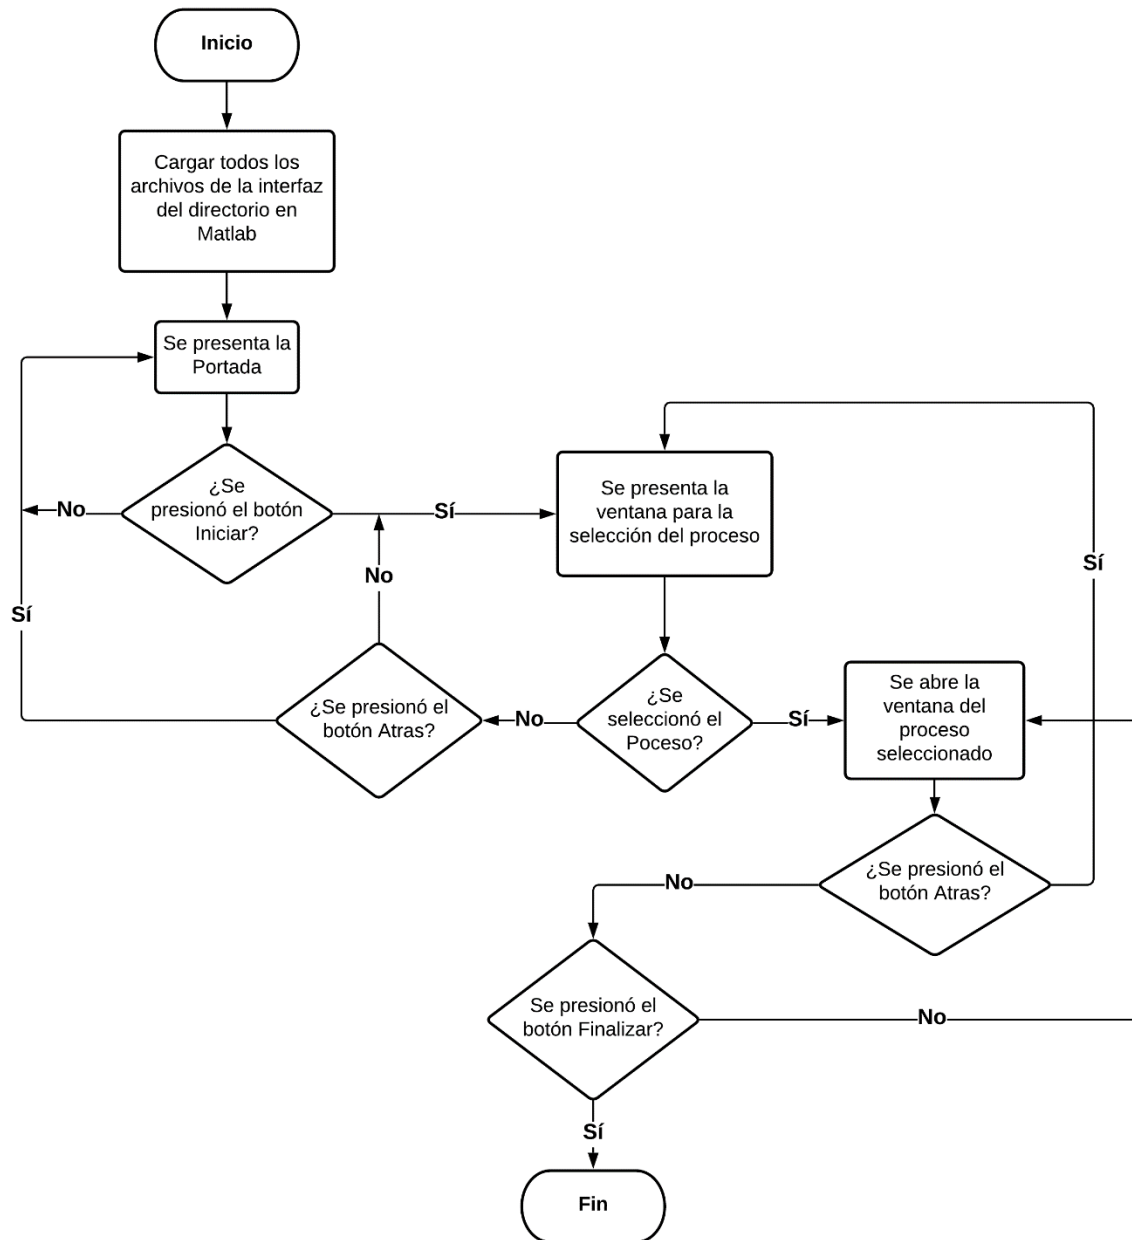 Inicio
Cargar todos los
archivos de la interfaz
del directorio en
Matlab
Se presenta la
Portada
¿Se
presionó el botón
Iniciar?
No
Sí
Se presenta la
ventana para la
selección del proceso
Sí
No
Sí
¿Se presionó el
botón Atras?
No
¿Se
seleccionó el
Poceso?
Sí
Se abre la
ventana del
proceso
seleccionado
¿Se presionó el
botón Atras?
No
Se presionó el
botón Finalizar?
No
Sí
Fin